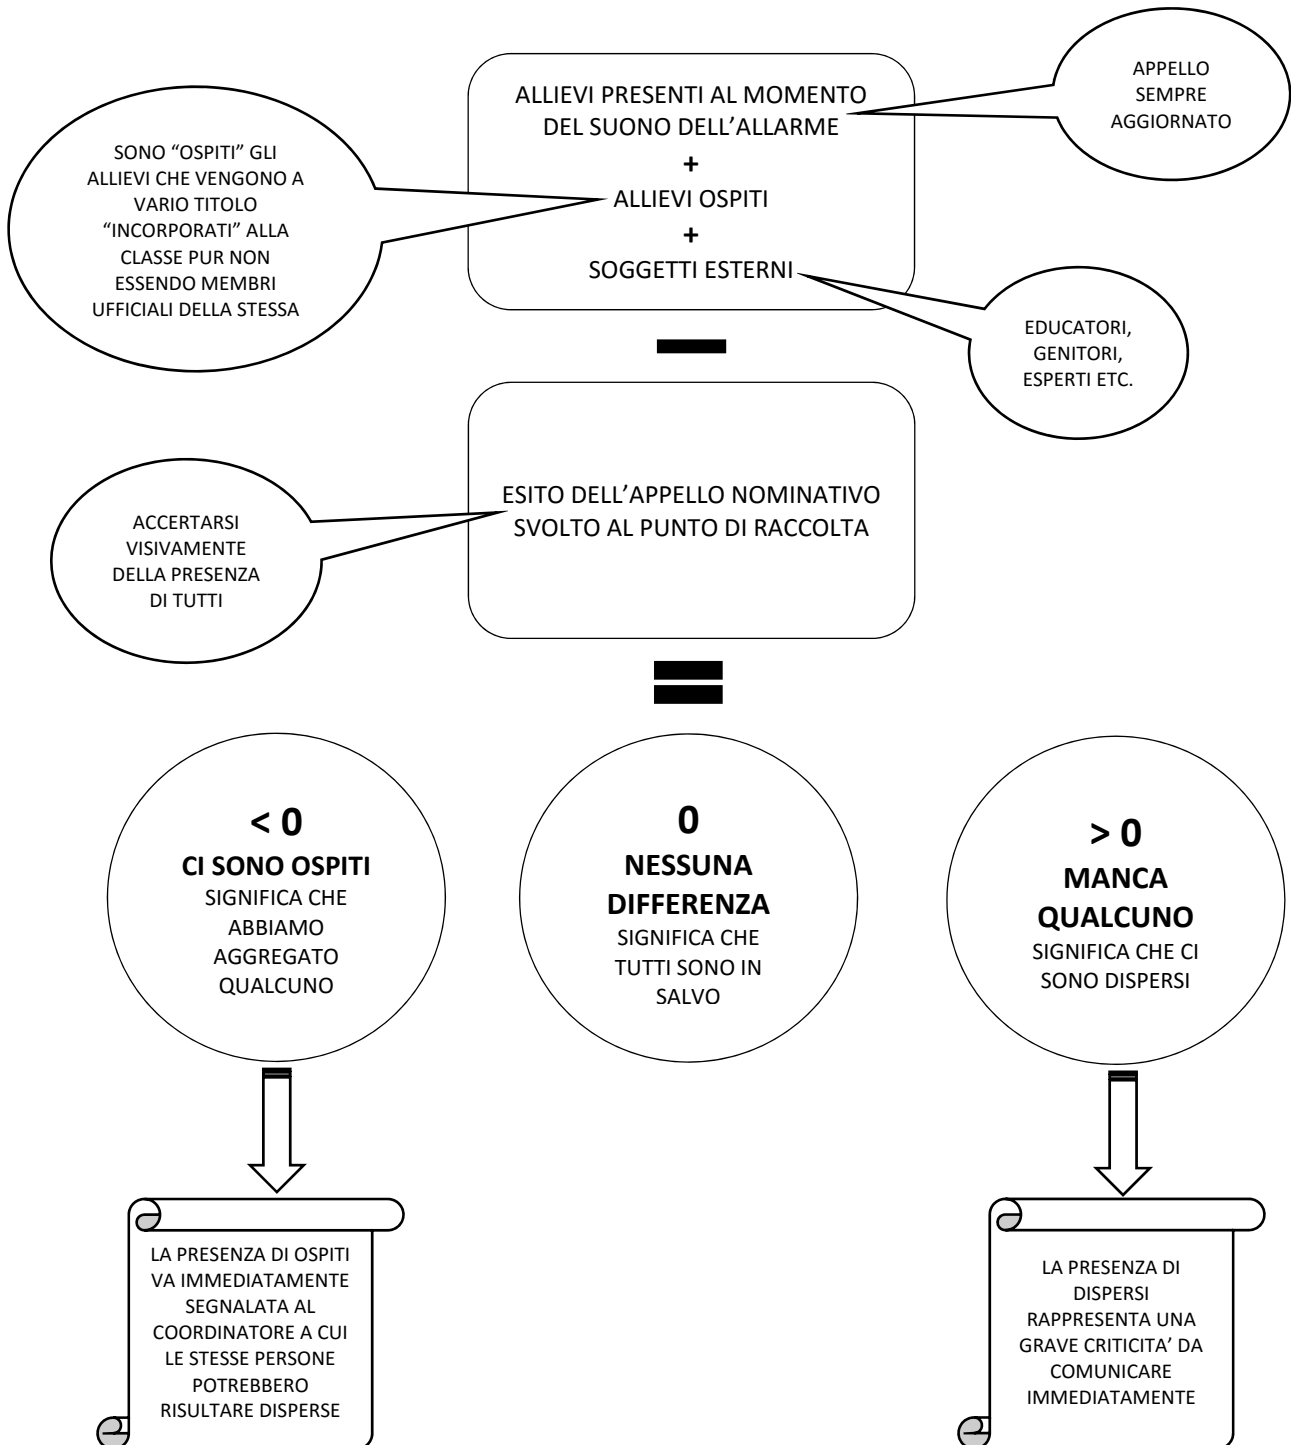 ALLIEVI PRESENTI AL MOMENTO
DEL SUONO DELL’ALLARME
+
ALLIEVI OSPITI
+
SOGGETTI ESTERNI
APPELLO
SEMPRE
AGGIORNATO
SONO “OSPITI” GLI
ALLIEVI CHE VENGONO A
VARIO TITOLO
“INCORPORATI” ALLA
CLASSE PUR NON
ESSENDO MEMBRI
UFFICIALI DELLA STESSA
EDUCATORI,
GENITORI,
ESPERTI ETC.
ESITO DELL’APPELLO NOMINATIVO
SVOLTO AL PUNTO DI RACCOLTA
ACCERTARSI
VISIVAMENTE
DELLA PRESENZA
DI TUTTI
< 0
CI SONO OSPITI
SIGNIFICA CHE
ABBIAMO
AGGREGATO
QUALCUNO
0
NESSUNA
DIFFERENZA
SIGNIFICA CHE
TUTTI SONO IN
SALVO
> 0
MANCA
QUALCUNO
SIGNIFICA CHE CI
SONO DISPERSI
LA PRESENZA DI OSPITI
VA IMMEDIATAMENTE
SEGNALATA AL
COORDINATORE A CUI
LE STESSE PERSONE
POTREBBERO
RISULTARE DISPERSE
LA PRESENZA DI
DISPERSI
RAPPRESENTA UNA
GRAVE CRITICITA’ DA
COMUNICARE
IMMEDIATAMENTE